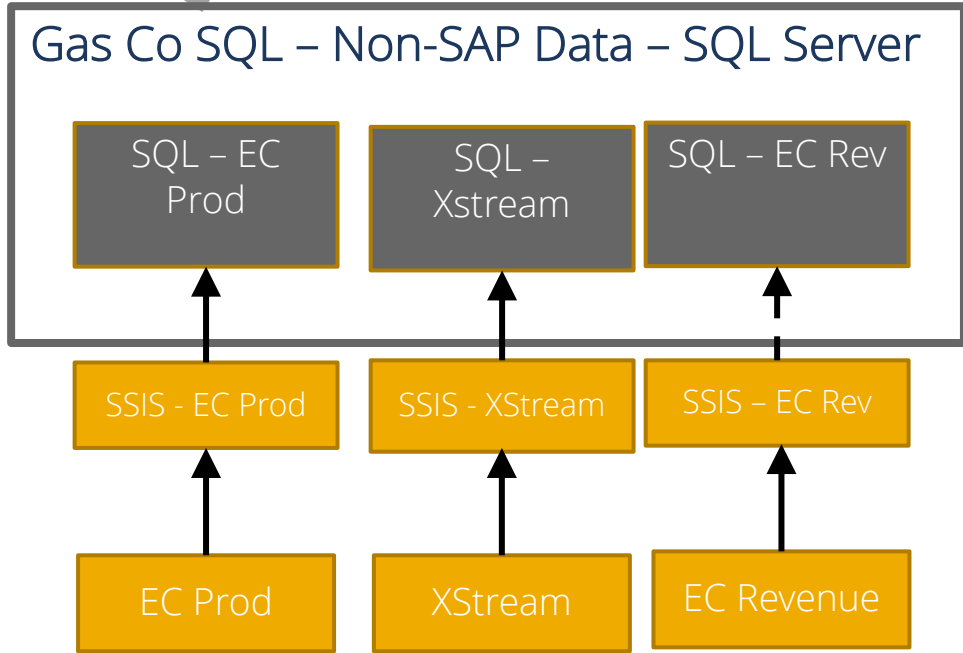 Gas Co SQL – Non-SAP Data – SQL Server
SQL – EC
Prod
SQL –
Xstream
SQL – EC Rev
SSIS - EC Prod
SSIS - XStream
SSIS – EC Rev
EC Prod
XStream
EC Revenue